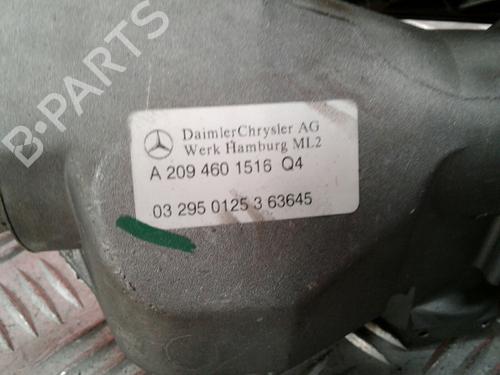 B-PARTS
DaimlerChrysler AG
Werk Hamburg ML2
A 209 460 1516 Q4
03 295 0125 3 63645